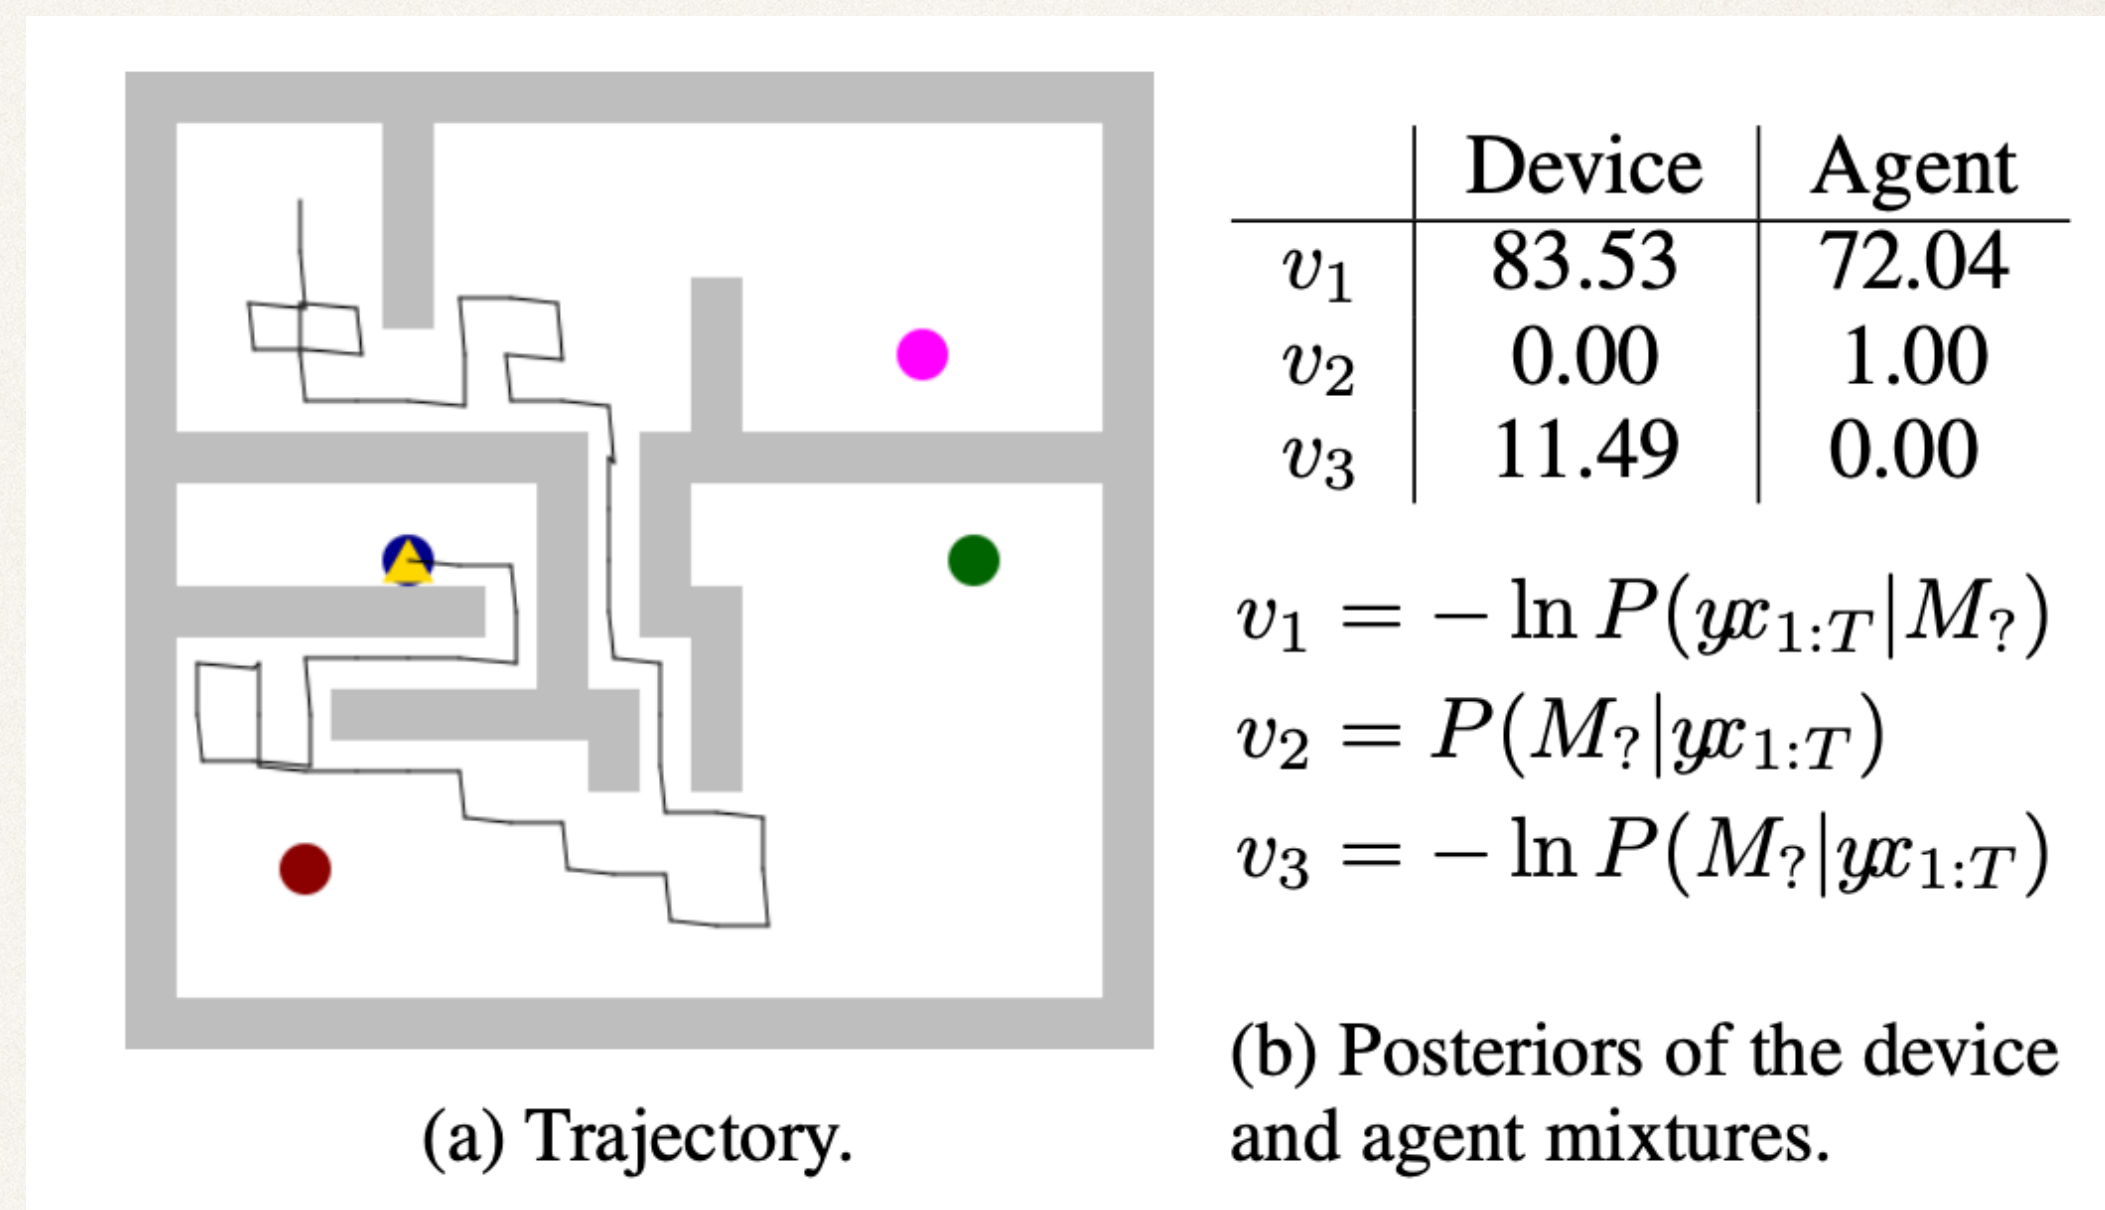 Device Agent
v₁ 83.53 72.04
v₂ 0.00 1.00
v₃ 11.49 0.00
v₁ = − ln P(yx₁:T|M?)
v₂ = P(M?|yx₁:T)
v₃ = − ln P(M?|yx₁:T)
(a) Trajectory.
(b) Posteriors of the device
and agent mixtures.